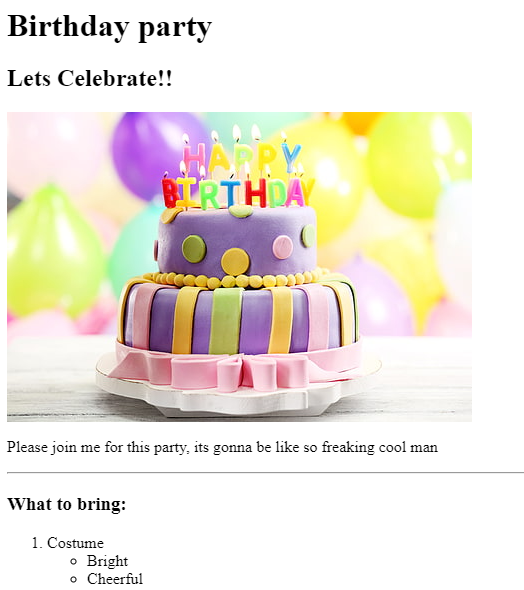 Birthday party
Lets Celebrate!!
HAPPY
BIRTHDAY
Please join me for this party, its gonna be like so freaking cool man
What to bring:
1. Costume
Bright
Cheerful